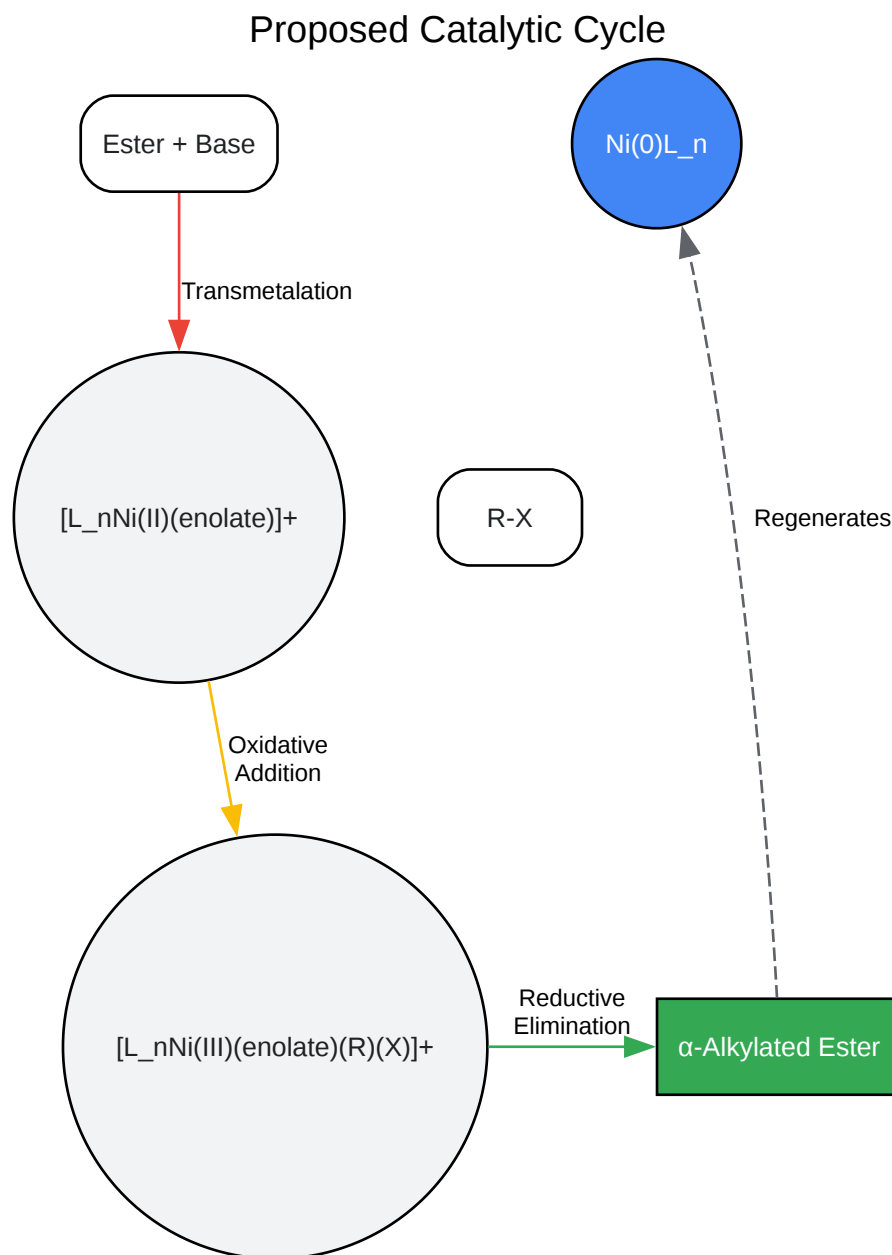 Proposed Catalytic Cycle
Ester + Base
Ni(0)L_n
Transmetalation
[L_nNi(II)(enolate)]+
R-X
Regenerates
Oxidative
Addition
[L_nNi(III)(enolate)(R)(X)]+
Reductive
Elimination
α-Alkylated Ester